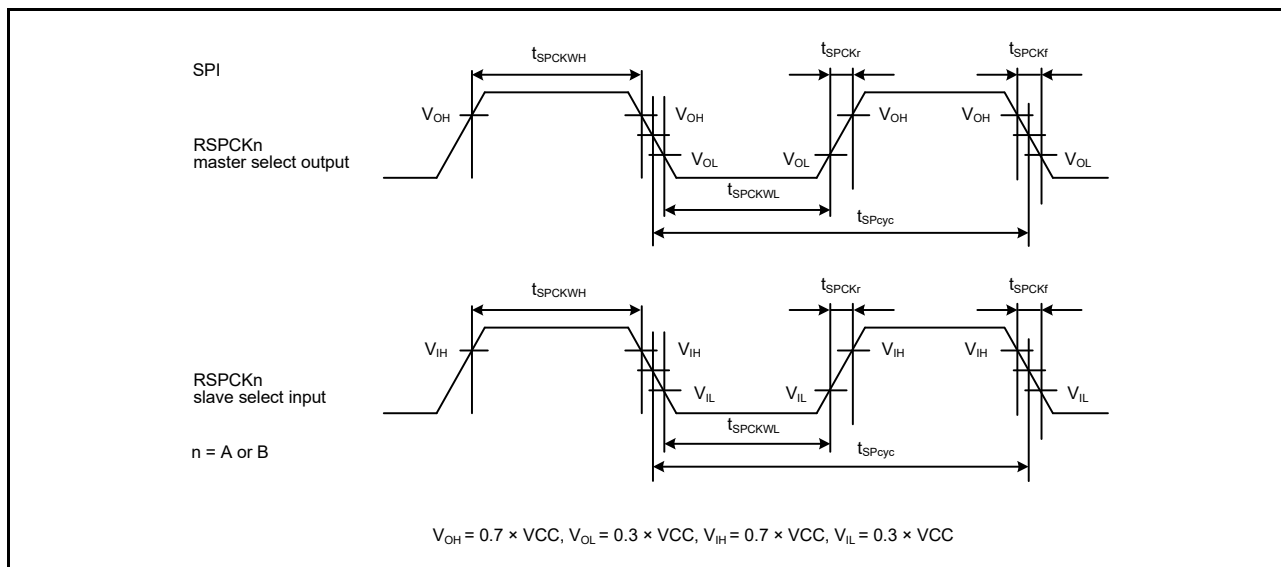 SPI
tSPCKWH
tSPCKr
tSPCKf
VOH
VOH
VOH
VOH
RSPCKn
master select output
VOL
VOL
VOL
tSPCKWL
tSPcyc
tSPCKWH
tSPCKr
tSPCKf
VIH
VIH
VIH
VIH
RSPCKn
slave select input
VIL
VIL
VIL
tSPCKWL
n = A or B
tSPcyc
VOH = 0.7 × VCC, VOL = 0.3 × VCC, VIH = 0.7 × VCC, VIL = 0.3 × VCC